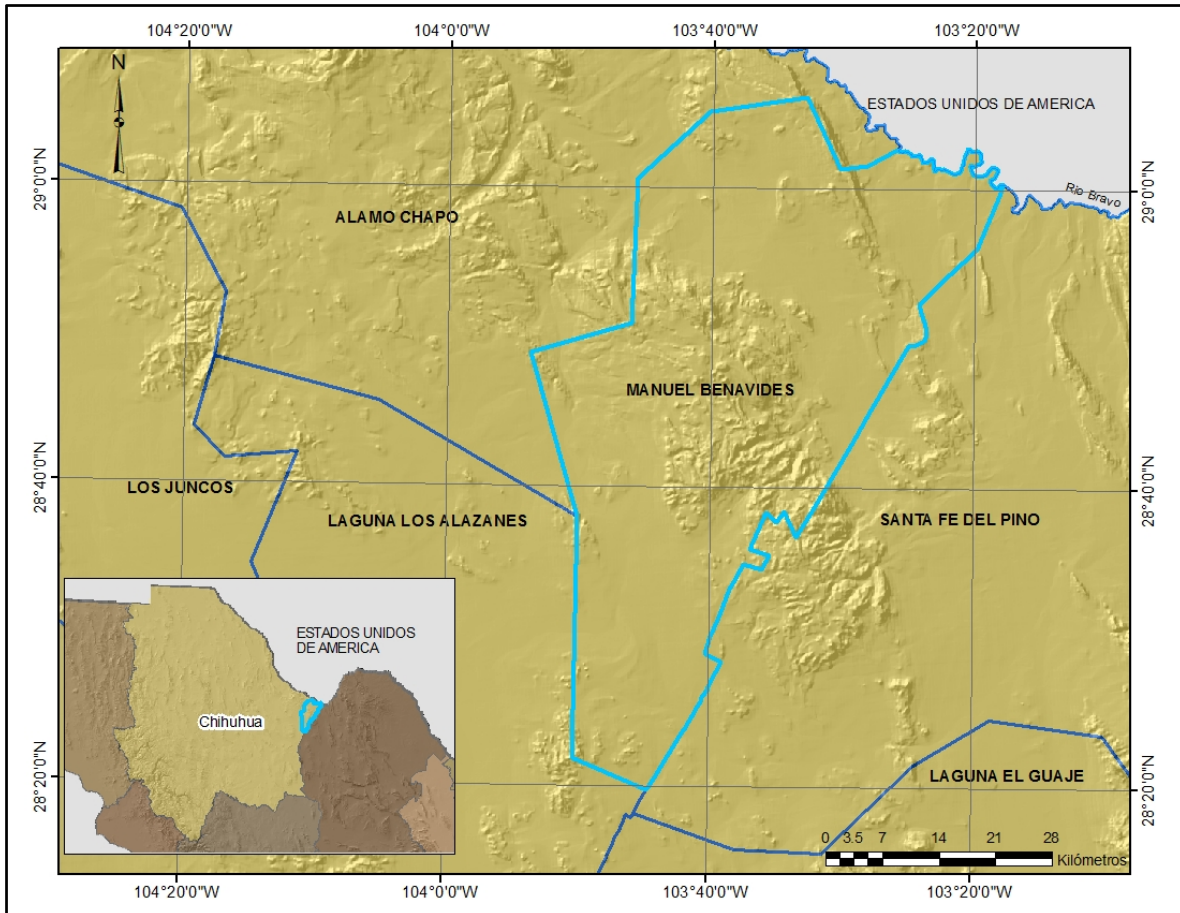 104°20'0"W
104°0'0"W
103°40'0"W
103°20'0"W
N
ESTADOS UNIDOS DE AMERICA
29°0'0"N
29°0'0"N
Río Bravo
ALAMO CHAPO
MANUEL BENAVIDES
28°40'0"N
28°40'0"N
LOS JUNCOS
LAGUNA LOS ALAZANES
SANTA FE DEL PINO
ESTADOS UNIDOS
DE AMERICA
Chihuhua
28°20'0"N
28°20'0"N
LAGUNA EL GUAJE
0 3.5 7 14 21 28
Kilómetros
104°20'0"W
104°0'0"W
103°40'0"W
103°20'0"W